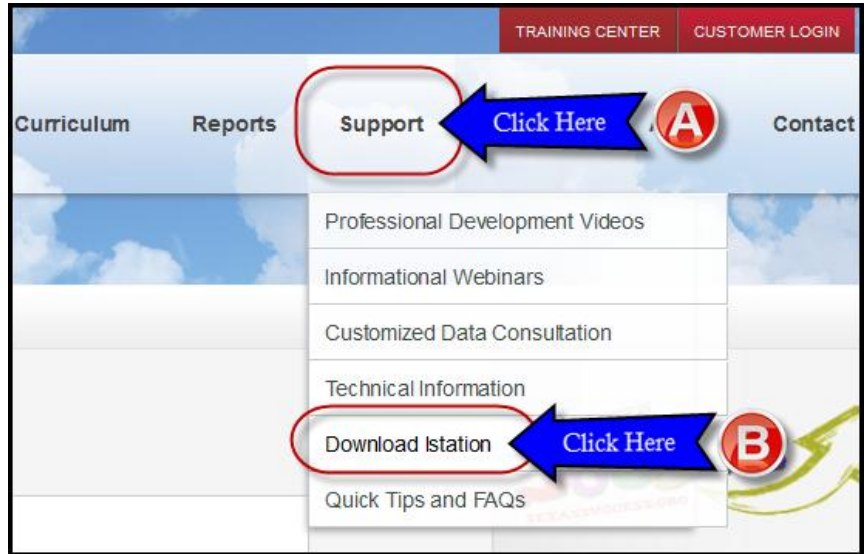 TRAINING CENTER CUSTOMER LOGIN
Curriculum Reports Support Click Here A Contact
Professional Development Videos
Informational Webinars
Customized Data Consultation
Technical Information
Download Istation Click Here B
Quick Tips and FAQs